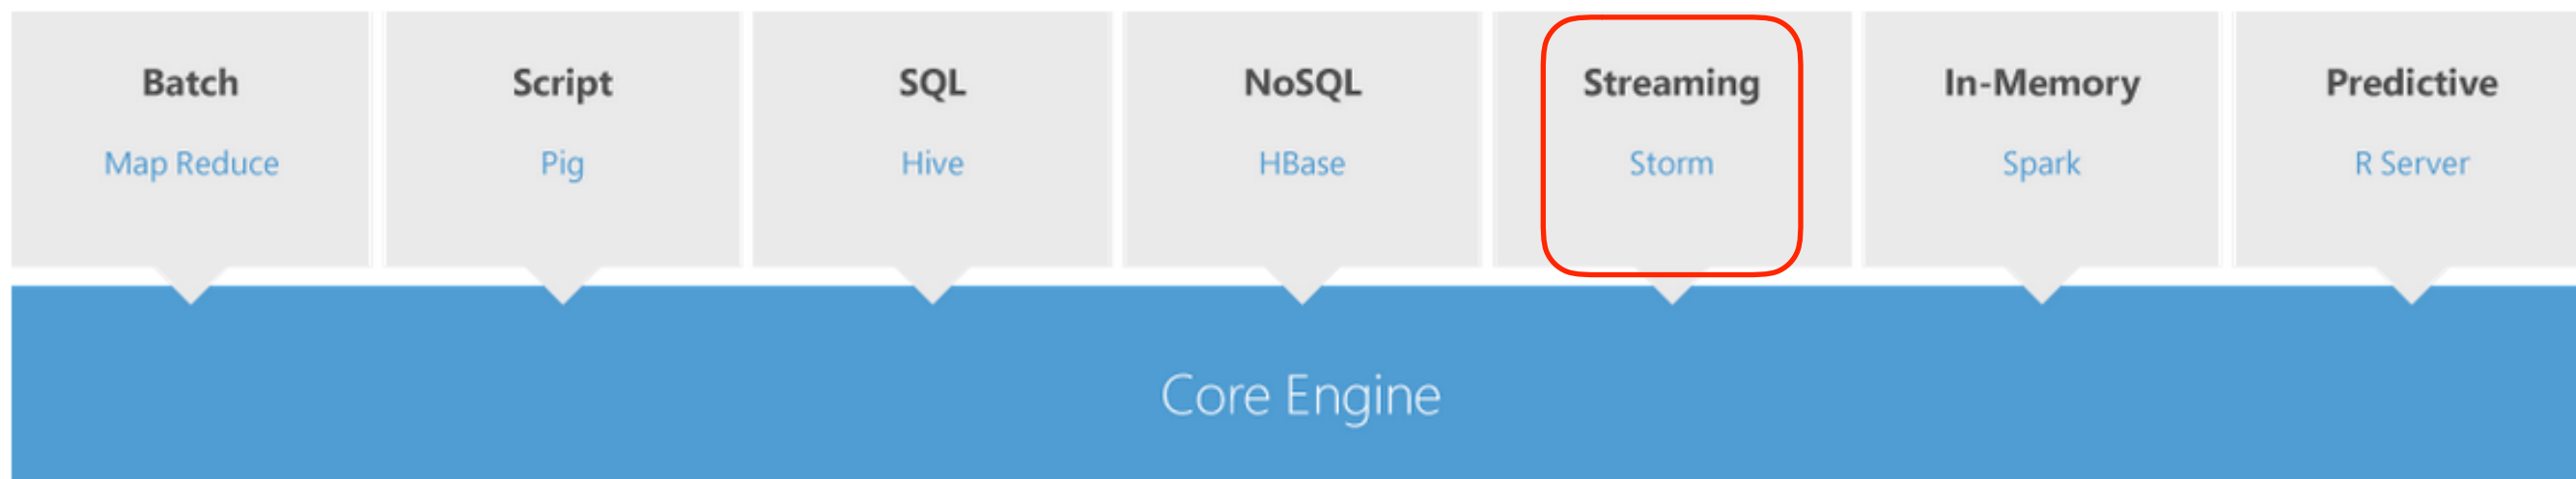 Batch
Map Reduce
Script
Pig
SQL
Hive
NoSQL
HBase
Streaming
Storm
In-Memory
Spark
Predictive
R Server
Core Engine